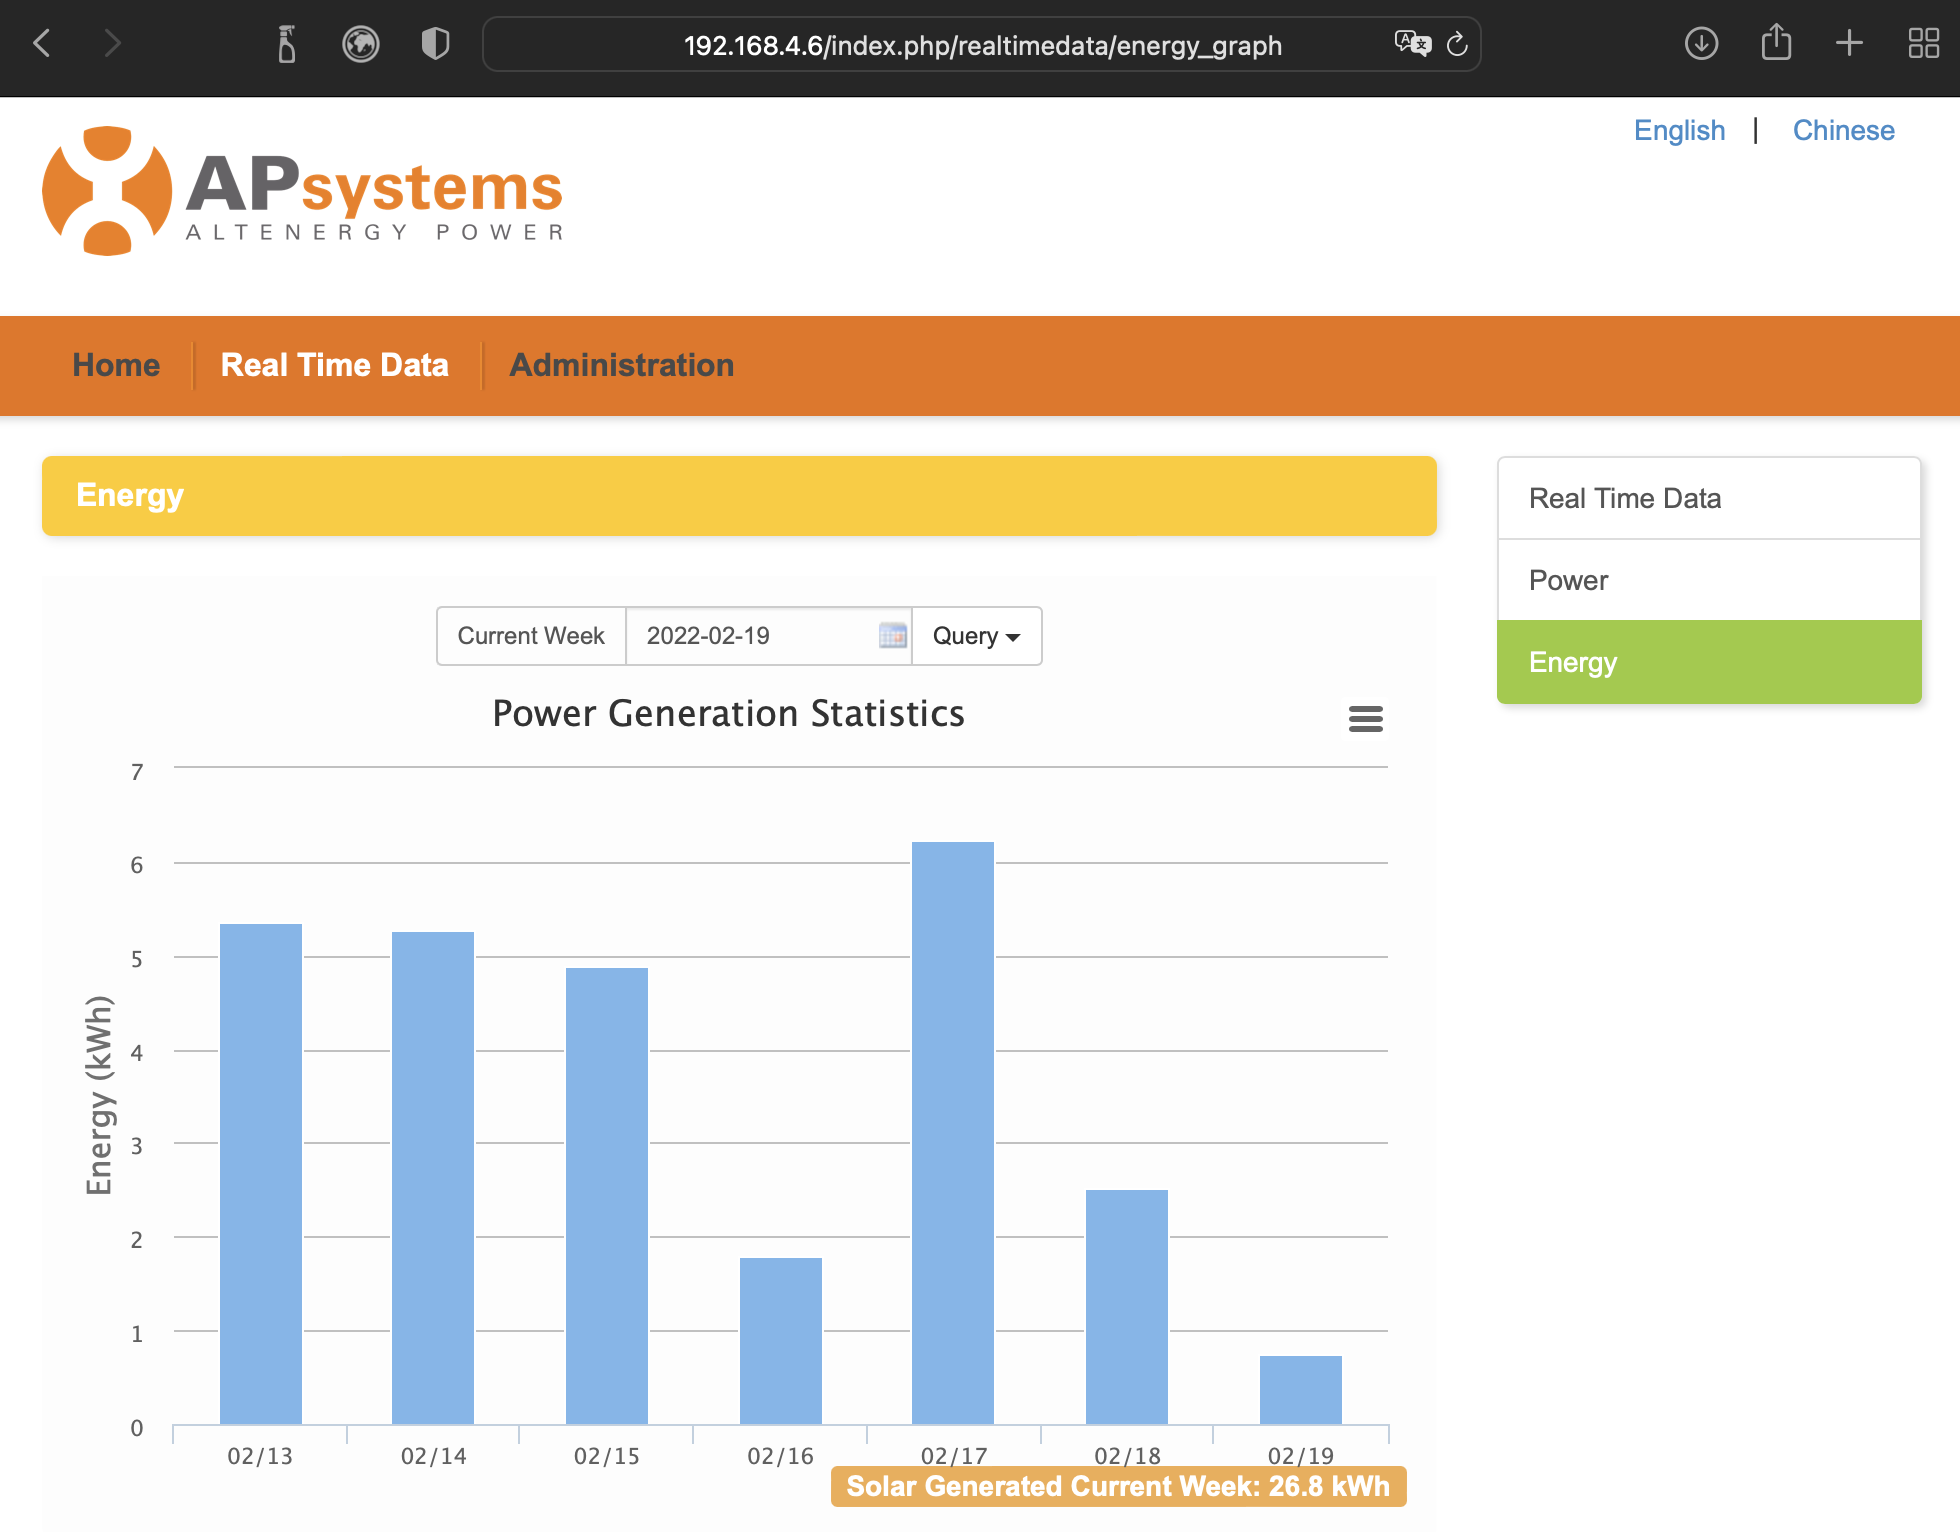 192.168.4.6/index.php/realtimedata/energy_graph
English | Chinese
APsystems
ALTENERGY POWER
Home
Real Time Data
Administration
Energy
Real Time Data
Power
Energy
Current Week
2022-02-19
Query
Power Generation Statistics
7
6
5
4
3
2
1
0
Energy (kWh)
02/13
02/14
02/15
02/16
02/17
02/18
02/19
Solar Generated Current Week: 26.8 kWh